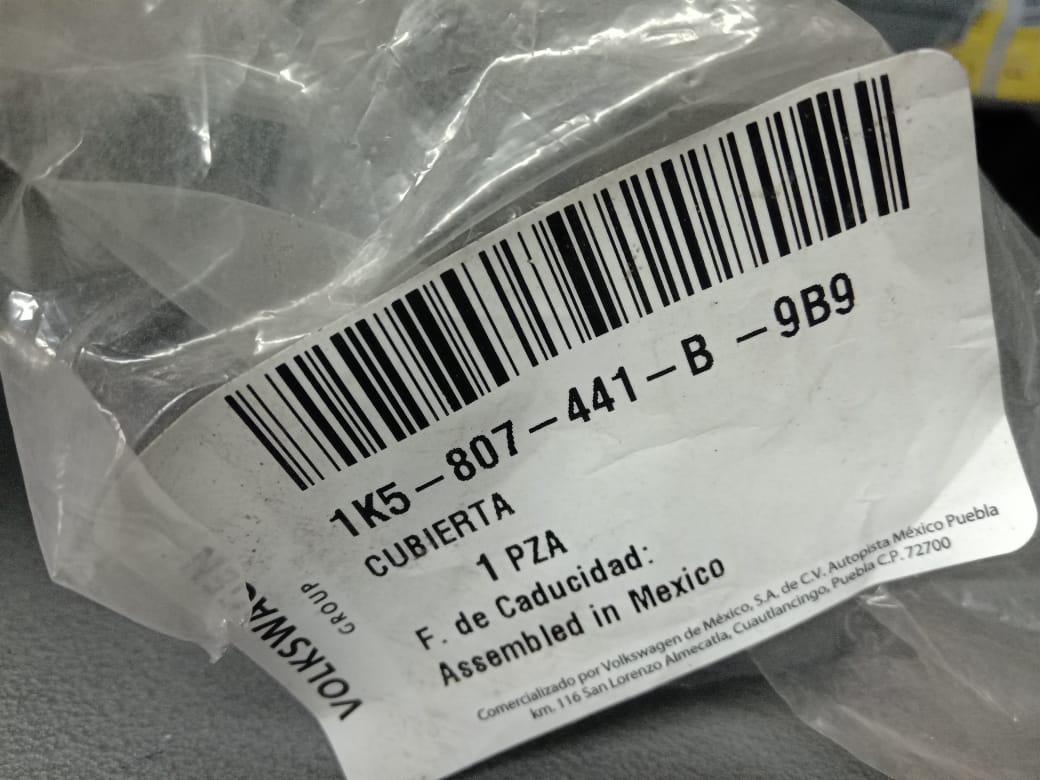 1K5-807-441-B -9B9
CUBIERTA
1 PZA
F. de Caducidad:
Assembled in Mexico
Comercializado por Volkswagen de México, S.A. de C.V. Autopista México Puebla
km. 116 San Lorenzo Almecatla, Cuautlancingo, Puebla C.P. 72700
VOLKSWAG
GROUP